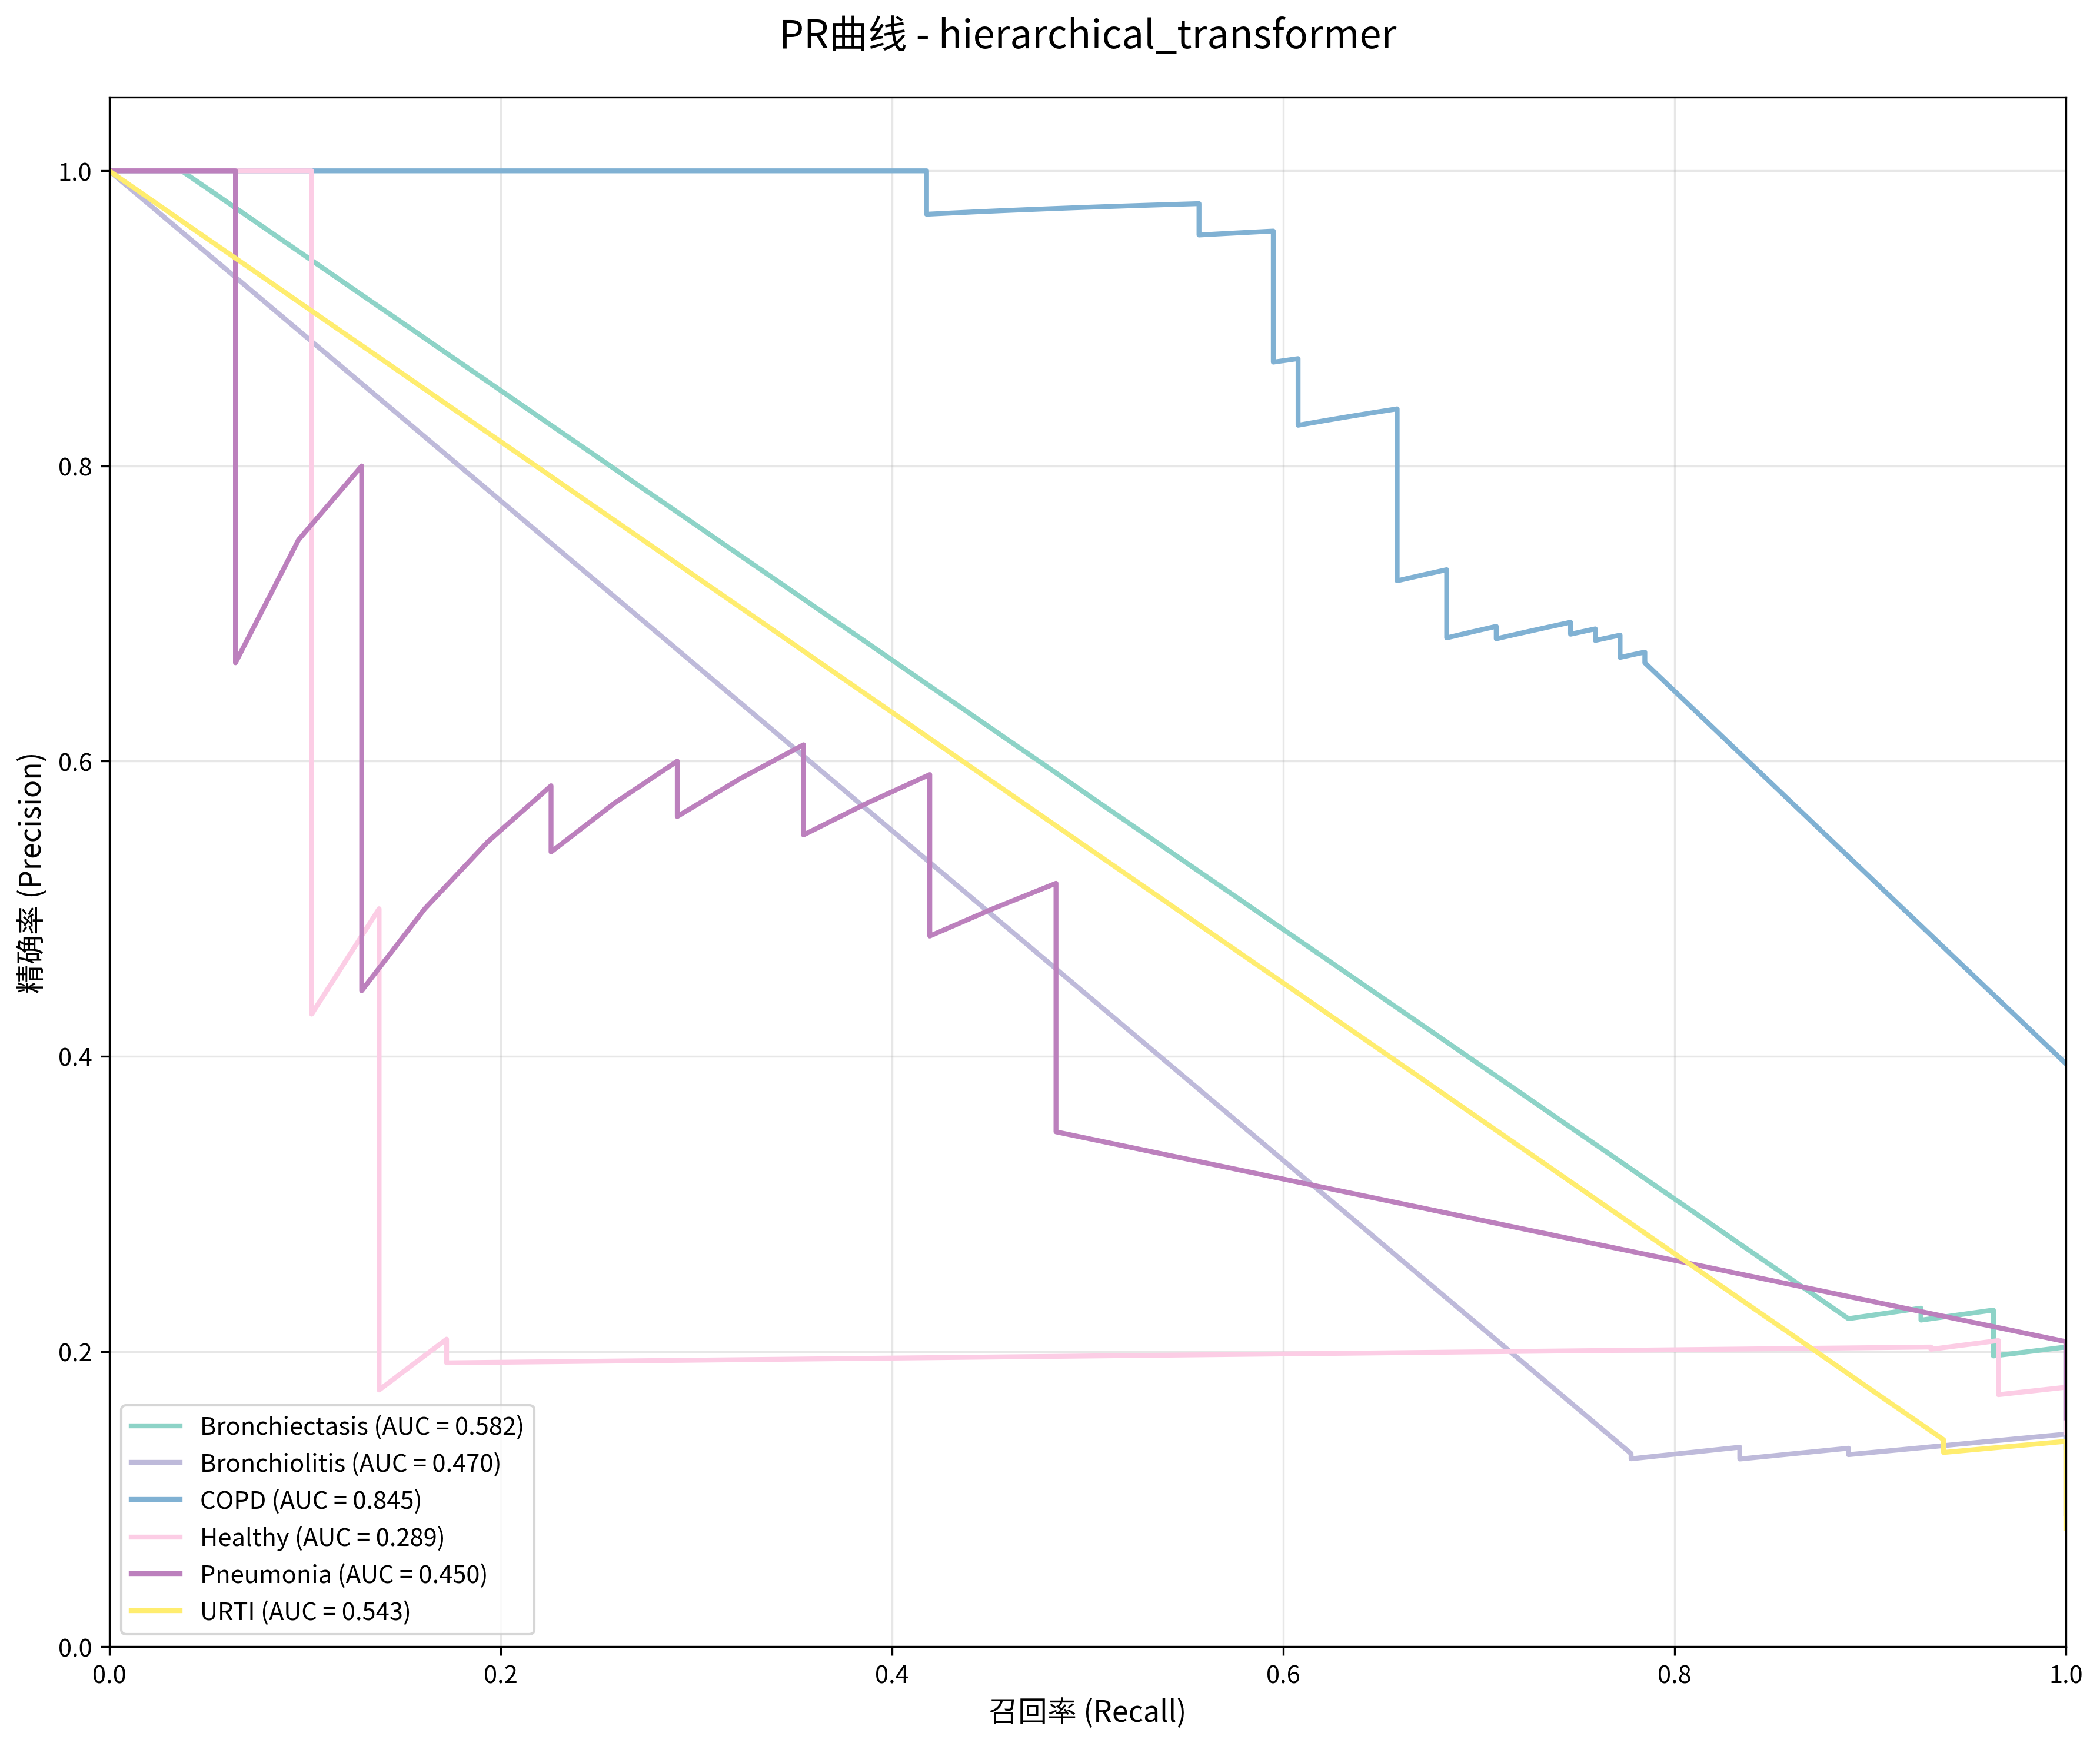 PR曲线 - hierarchical_transformer
精确率 (Precision)
1.0
0.8
0.6
0.4
0.2
0.0
Bronchiectasis (AUC = 0.582)
Bronchiolitis (AUC = 0.470)
COPD (AUC = 0.845)
Healthy (AUC = 0.289)
Pneumonia (AUC = 0.450)
URTI (AUC = 0.543)
0.0 0.2 0.4 0.6 0.8 1.0
召回率 (Recall)